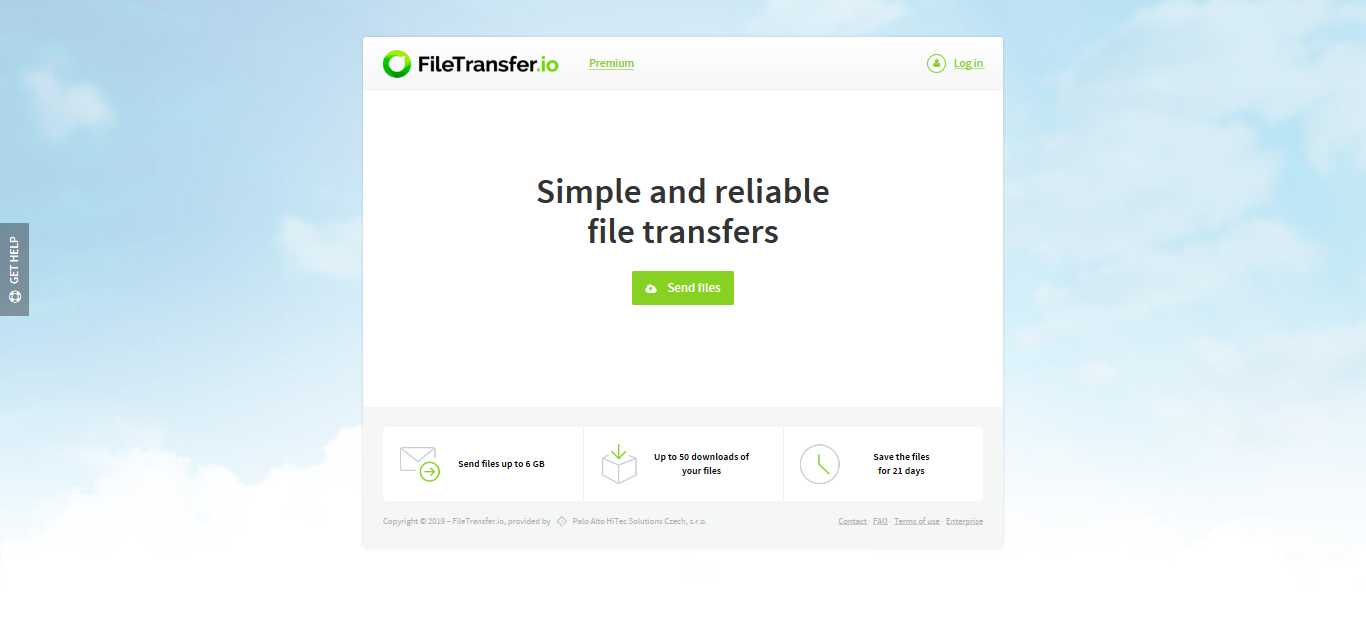 FileTransfer.io
Premium
Log in
GET HELP
Simple and reliable
file transfers
Send files
Send files up to 6 GB
Up to 50 downloads of
your files
Save the files
for 21 days
Copyright © 2019 – FileTransfer.io, provided by Palo Alto HiTec Solutions Czech, s.r.o.
Contact · FAQ · Terms of use · Enterprise